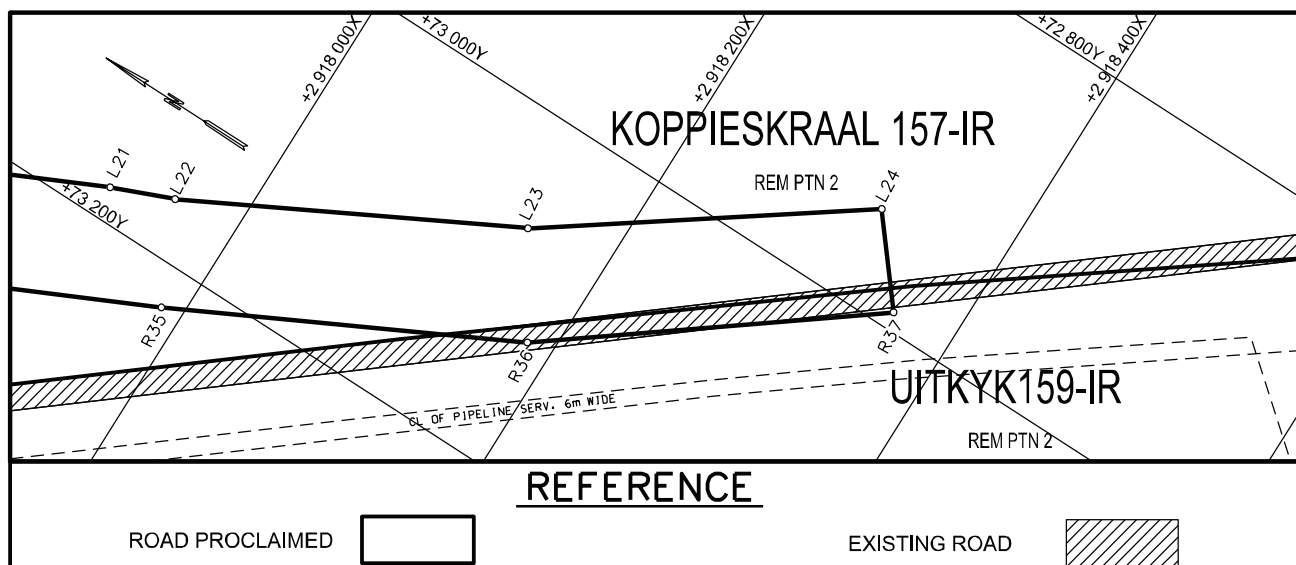 +2 918 000X
+73 000Y
+2 918 200X
+72 800Y
+2 918 400X
N
KOPPIESKRAAL 157-IR
REM PTN 2
L21
L22
L23
L24
+73 200Y
R35
R36
R37
UITKYK159-IR
CL OF PIPELINE SERV. 6m WIDE
REM PTN 2
REFERENCE
ROAD PROCLAIMED
EXISTING ROAD